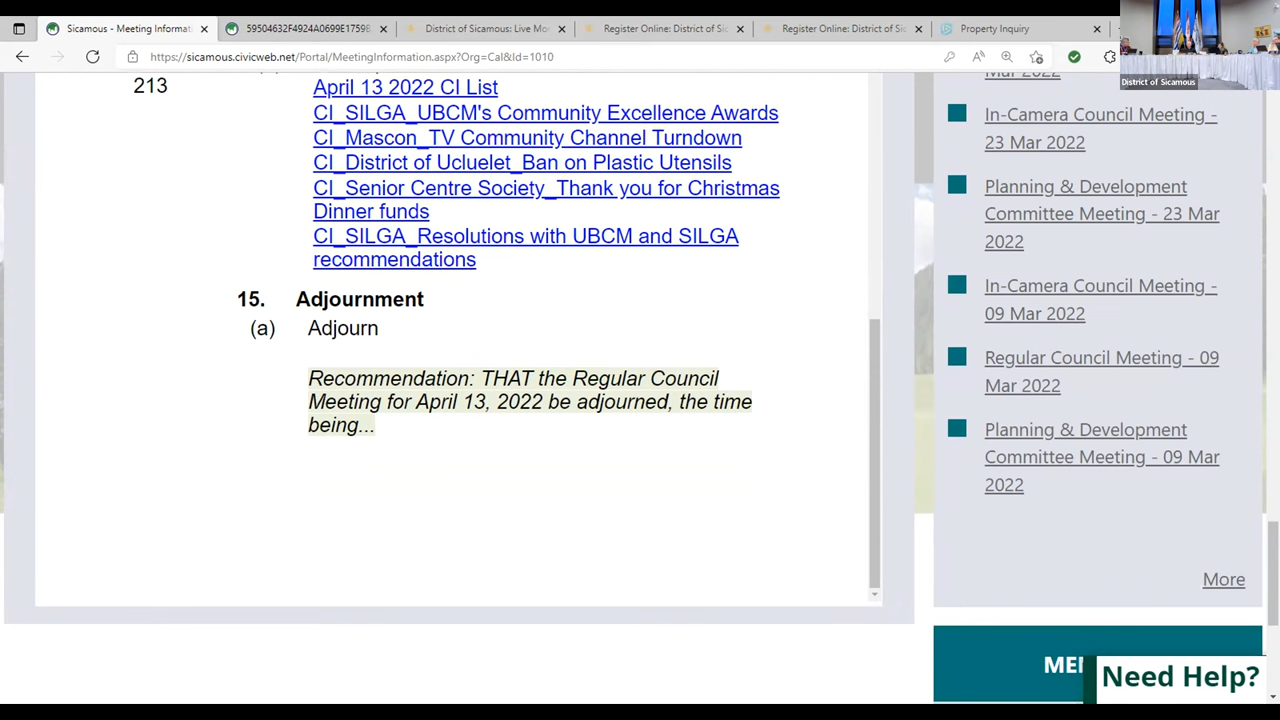 Sicamous - Meeting Informat
59504632F4924A0699E1759B
District of Sicamous: Live Mo
Register Online: District of Sic
Register Online: District of Sic
Property Inquiry
https://sicamous.civicweb.net/Portal/MeetingInformation.aspx?Org=Cal&Id=1010
District of Sicamous
213
April 13 2022 CI List
CI_SILGA_UBCM's Community Excellence Awards
CI_Mascon_TV Community Channel Turndown
CI_District of Ucluelet_Ban on Plastic Utensils
CI_Senior Centre Society_Thank you for Christmas
Dinner funds
CI_SILGA_Resolutions with UBCM and SILGA
recommendations
15. Adjournment
(a) Adjourn
Recommendation: THAT the Regular Council
Meeting for April 13, 2022 be adjourned, the time
being...
Mar 2022
In-Camera Council Meeting -
23 Mar 2022
Planning & Development
Committee Meeting - 23 Mar
2022
In-Camera Council Meeting -
09 Mar 2022
Regular Council Meeting - 09
Mar 2022
Planning & Development
Committee Meeting - 09 Mar
2022
More
Need Help?